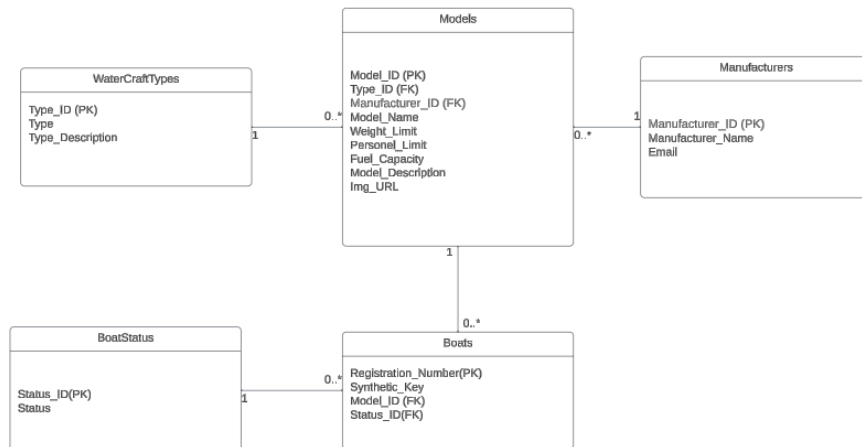 Models
Model_ID (PK)
Type_ID (FK)
Manufacturer_ID (FK)
Model_Name
Weight_Limit
Personel_Limit
Fuel_Capacity
Model_Description
Img_URL
WaterCraftTypes
Type_ID (PK)
Type
Type_Description
Manufacturers
Manufacturer_ID (PK)
Manufacturer_Name
Email
1
0..*
1
0..*
1
0..*
BoatStatus
Status_ID(PK)
Status
Boats
Registration_Number(PK)
Synthetic_Key
Model_ID (FK)
Status_ID(FK)
1
0..*